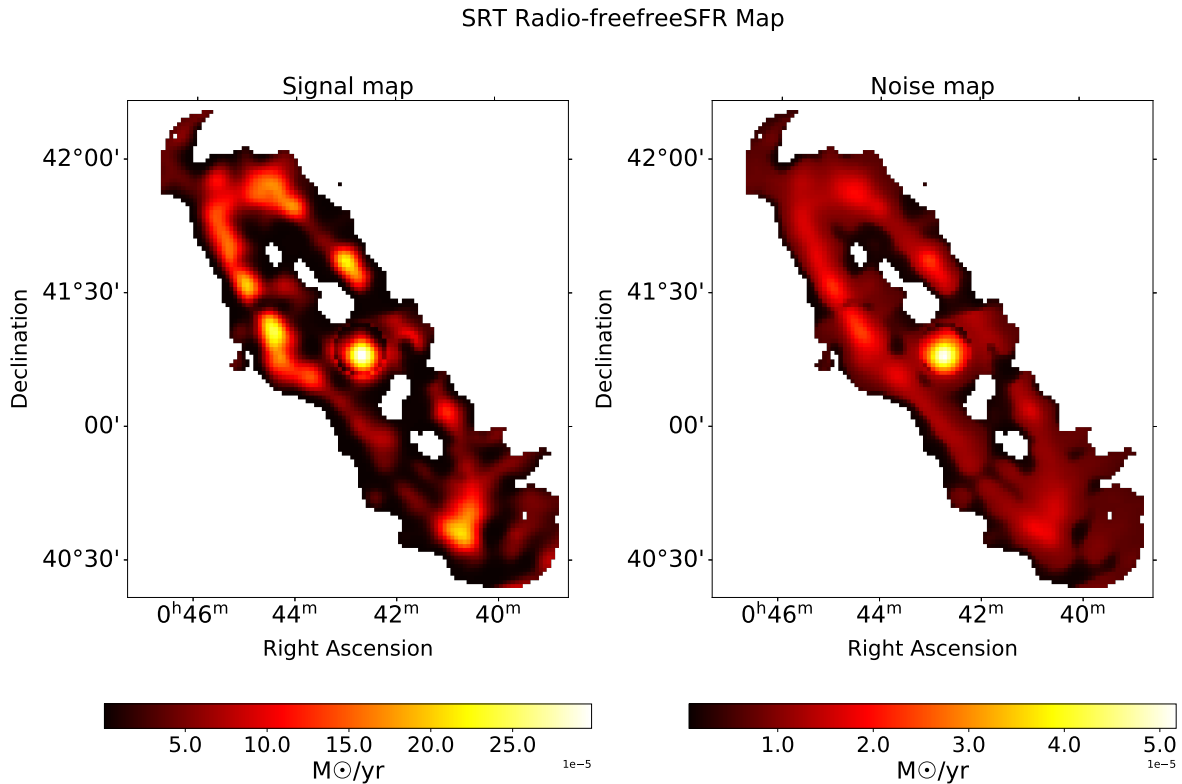 SRT Radio-freefreeSFR Map
Signal map
42°00'
41°30'
00'
40°30'
Declination
0ʰ46ᵐ 44ᵐ 42ᵐ 40ᵐ
Right Ascension
5.0 10.0 15.0 20.0 25.0
1e−5
M☉/yr
Noise map
42°00'
41°30'
00'
40°30'
Declination
0ʰ46ᵐ 44ᵐ 42ᵐ 40ᵐ
Right Ascension
1.0 2.0 3.0 4.0 5.0
1e−5
M☉/yr